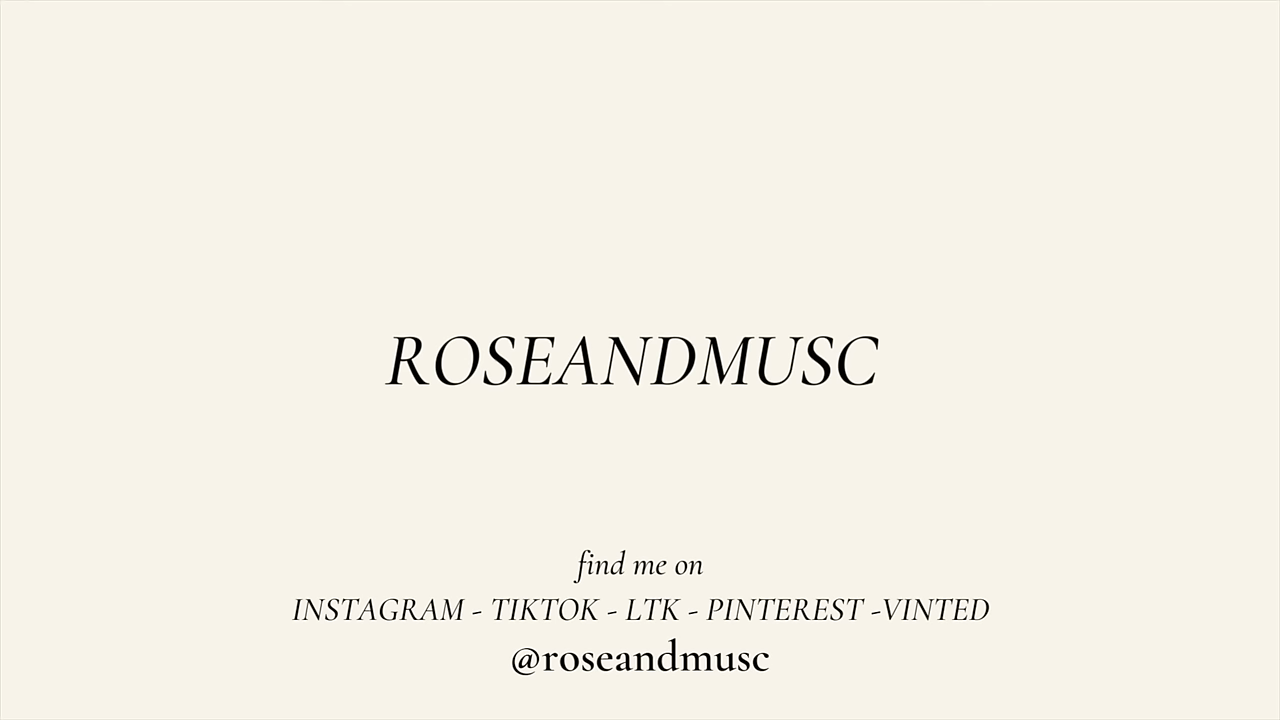 ROSEANDMUSC
find me on
INSTAGRAM - TIKTOK - LTK - PINTEREST -VINTED
@roseandmusc